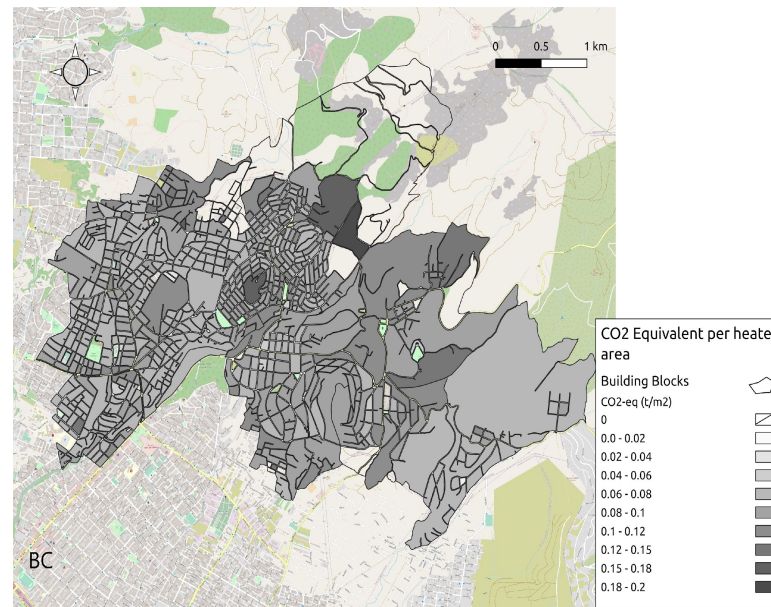 0 0.5 1 km
CO2 Equivalent per heate
area
Building Blocks
CO2-eq (t/m2)
0
0.0 - 0.02
0.02 - 0.04
0.04 - 0.06
0.06 - 0.08
0.08 - 0.1
0.1 - 0.12
0.12 - 0.15
0.15 - 0.18
0.18 - 0.2
BC